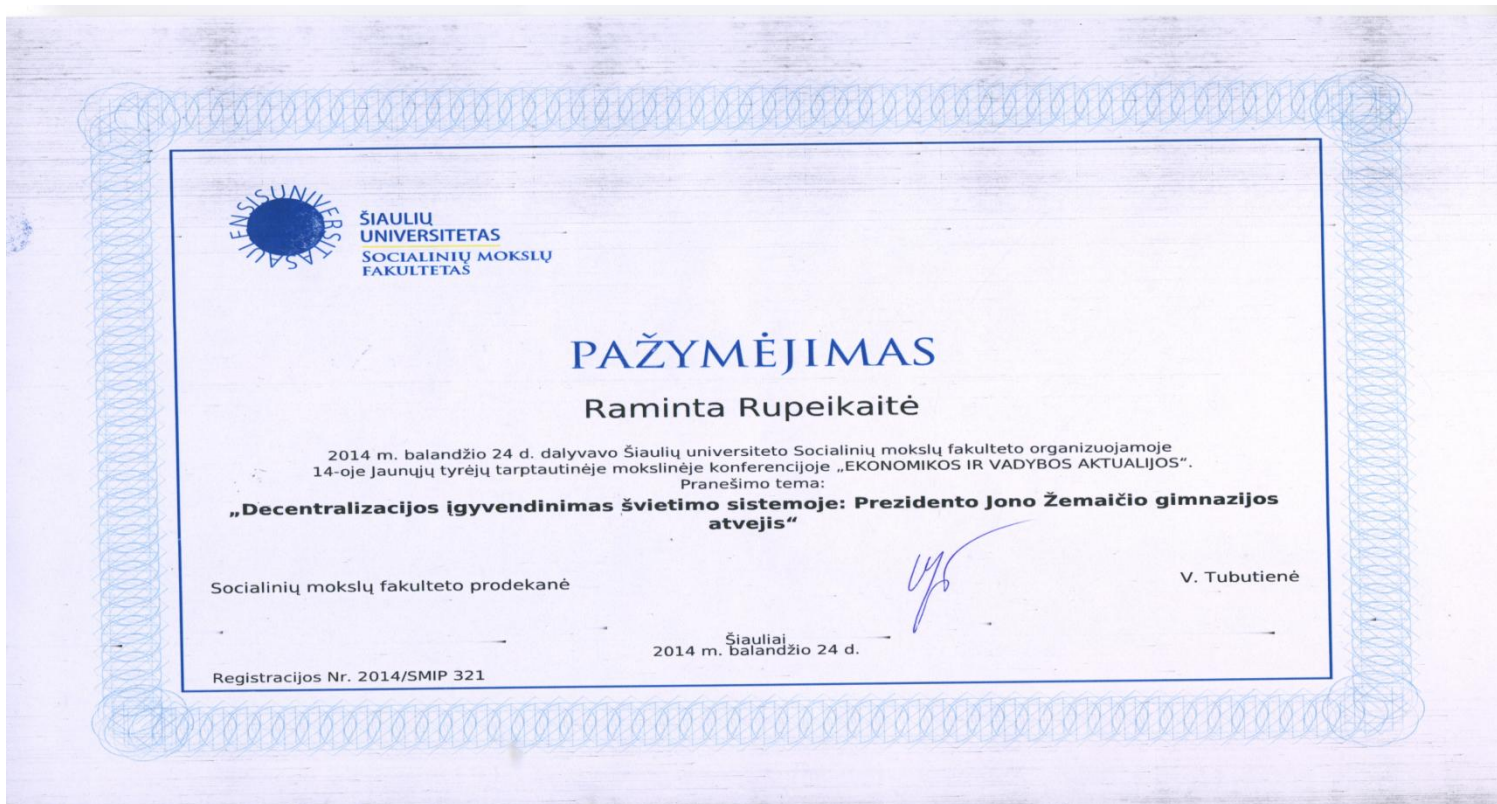 SAULENSIS UNIVERSITAS
ŠIAULIŲ
UNIVERSITETAS
SOCIALINIŲ MOKSLŲ
FAKULTETAS
PAŽYMĖJIMAS
Raminta Rupeikaitė
2014 m. balandžio 24 d. dalyvavo Šiaulių universiteto Socialinių mokslų fakulteto organizuojamoje
14-oje Jaunųjų tyrėjų tarptautinėje mokslinėje konferencijoje „EKONOMIKOS IR VADYBOS AKTUALIJOS“.
Pranešimo tema:
„Decentralizacijos įgyvendinimas švietimo sistemoje: Prezidento Jono Žemaičio gimnazijos
atvejis“
Socialinių mokslų fakulteto prodekanė
V. Tubutienė
Šiauliai
2014 m. balandžio 24 d.
Registracijos Nr. 2014/SMIP 321